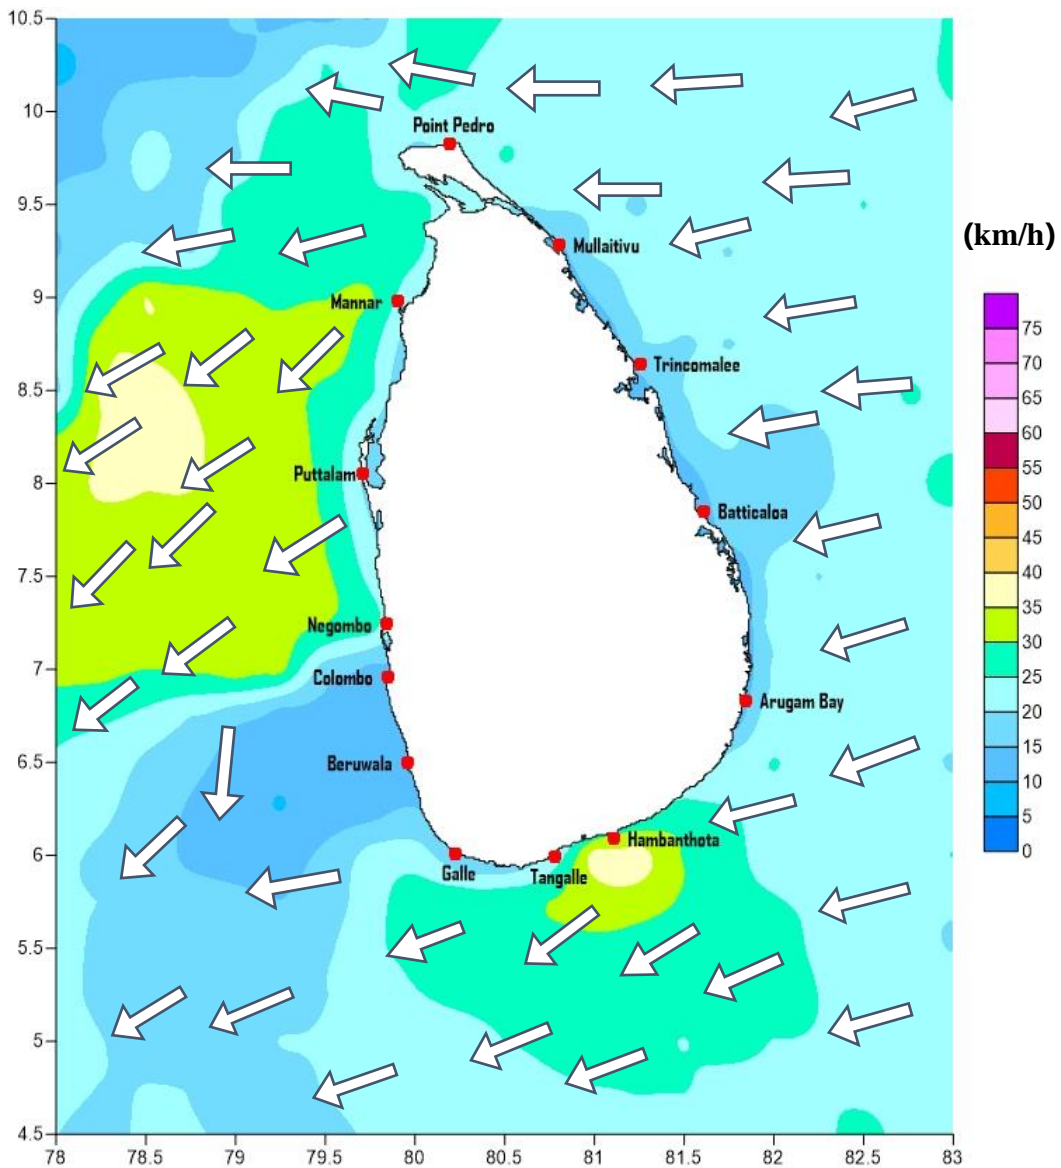 10.5
10
Point Pedro
9.5
Mullaitivu
(km/h)
9
Mannar
75
70
Trincomalee
65
8.5
60
55
Puttalam
50
8
Batticaloa
45
40
7.5
35
Negombo
30
7
Colombo
25
Arugam Bay
20
6.5
Beruwala
15
10
Hambanthota
5
6
Galle
Tangalle
0
5.5
5
4.5
78 78.5 79 79.5 80 80.5 81 81.5 82 82.5 83